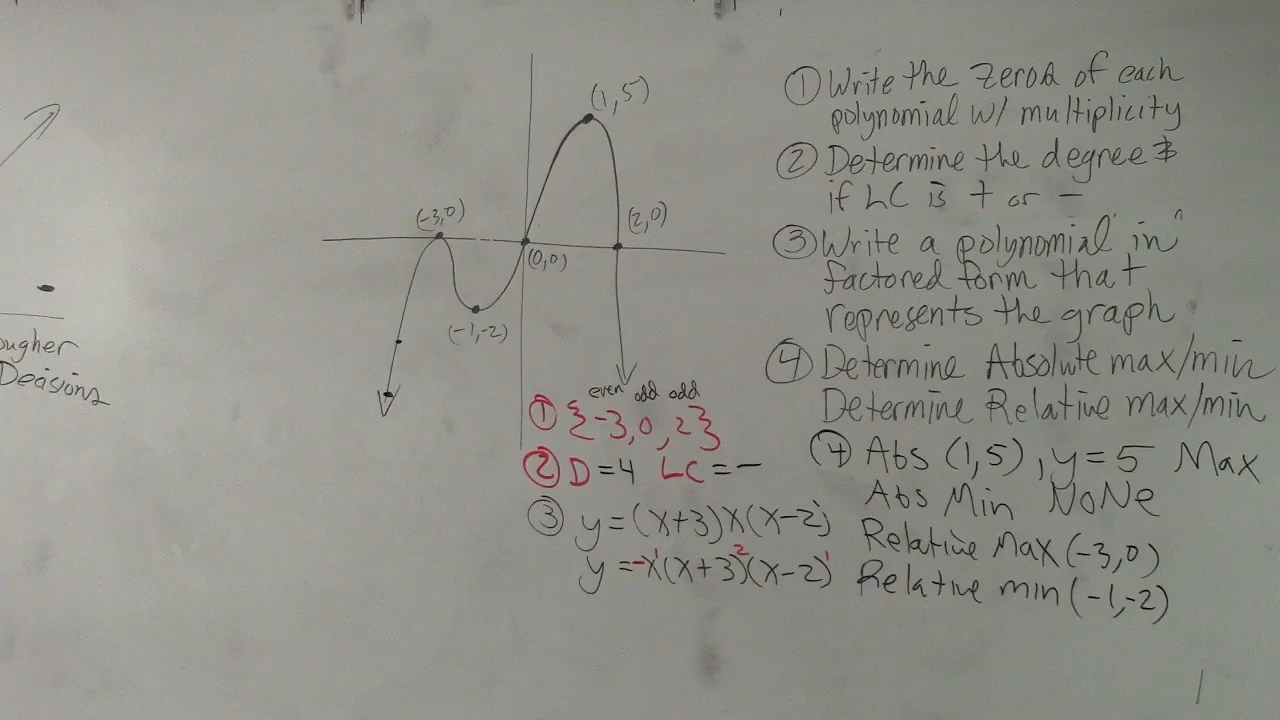 (1,5)
(-3,0)
(2,0)
(0,0)
(-1,-2)
Decisions
① Write the zeros of each
polynomial w/ multiplicity
② Determine the degree &
if LC is + or -
③ Write a polynomial in
factored form that
represents the graph
④ Determine Absolute max/min
Determine Relative max/min
even odd odd
① {-3,0,2}
② D=4 LC=-
③ y=(x+3)x(x-2)
y=-x¹(x+3)²(x-2)¹
④ Abs (1,5), y=5 Max
Abs Min NoNe
Relative Max (-3,0)
Relative min (-1,-2)